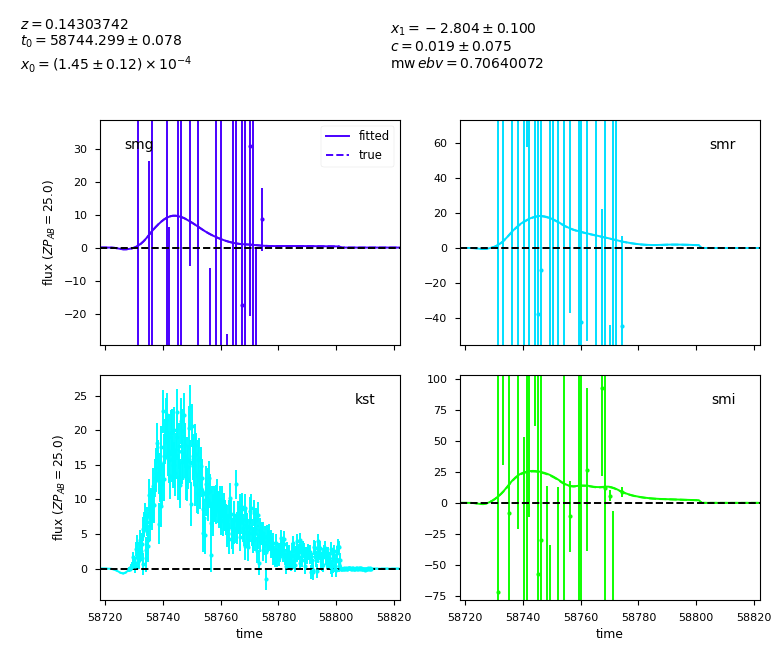 z = 0.14303742
t₀ = 58744.299 ± 0.078
x₀ = (1.45 ± 0.12) × 10⁻⁴
x₁ = −2.804 ± 0.100
c = 0.019 ± 0.075
mw ebv = 0.70640072
smg
fitted
true
30
20
10
0
−10
−20
flux (ZP_AB = 25.0)
smr
60
40
20
0
−20
−40
kst
25
20
15
10
5
0
flux (ZP_AB = 25.0)
58720 58740 58760 58780 58800 58820
time
smi
100
75
50
25
0
−25
−50
−75
58720 58740 58760 58780 58800 58820
time